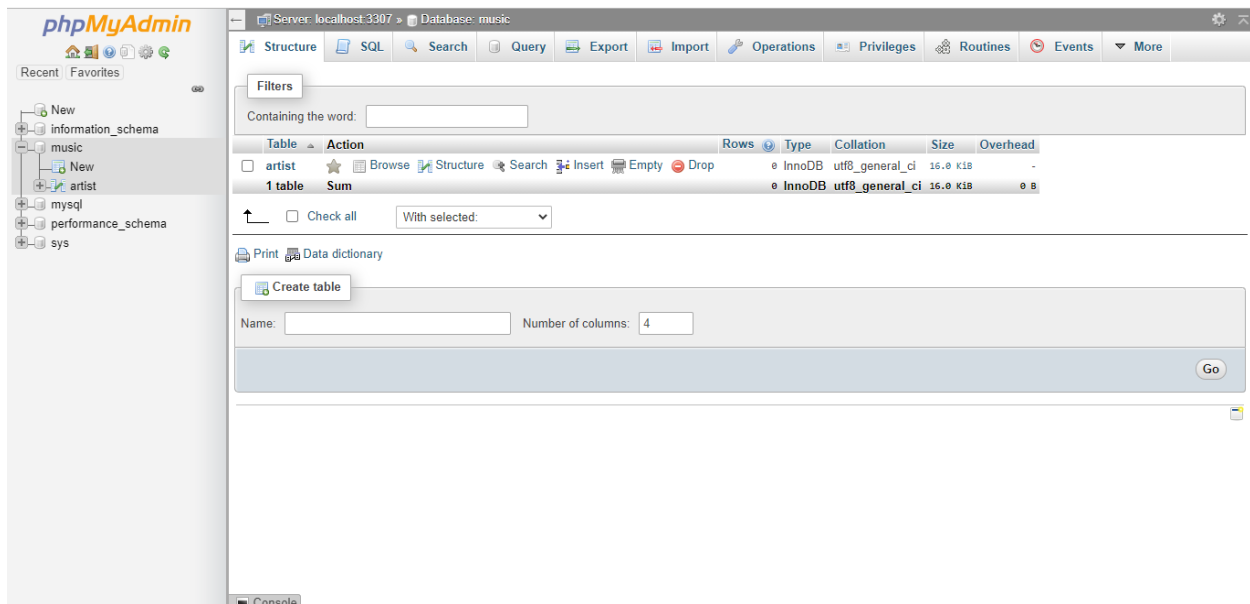 phpMyAdmin
Recent Favorites
New
information_schema
music
New
artist
mysql
performance_schema
sys
Server: localhost:3307 » Database: music
Structure SQL Search Query Export Import Operations Privileges Routines Events More
Filters
Containing the word:
Table Action Rows Type Collation Size Overhead
artist Browse Structure Search Insert Empty Drop 0 InnoDB utf8_general_ci 16.0 KiB -
1 table Sum 0 InnoDB utf8_general_ci 16.0 KiB 0 B
Check all With selected:
Print Data dictionary
Create table
Name: Number of columns: 4
Go
Console